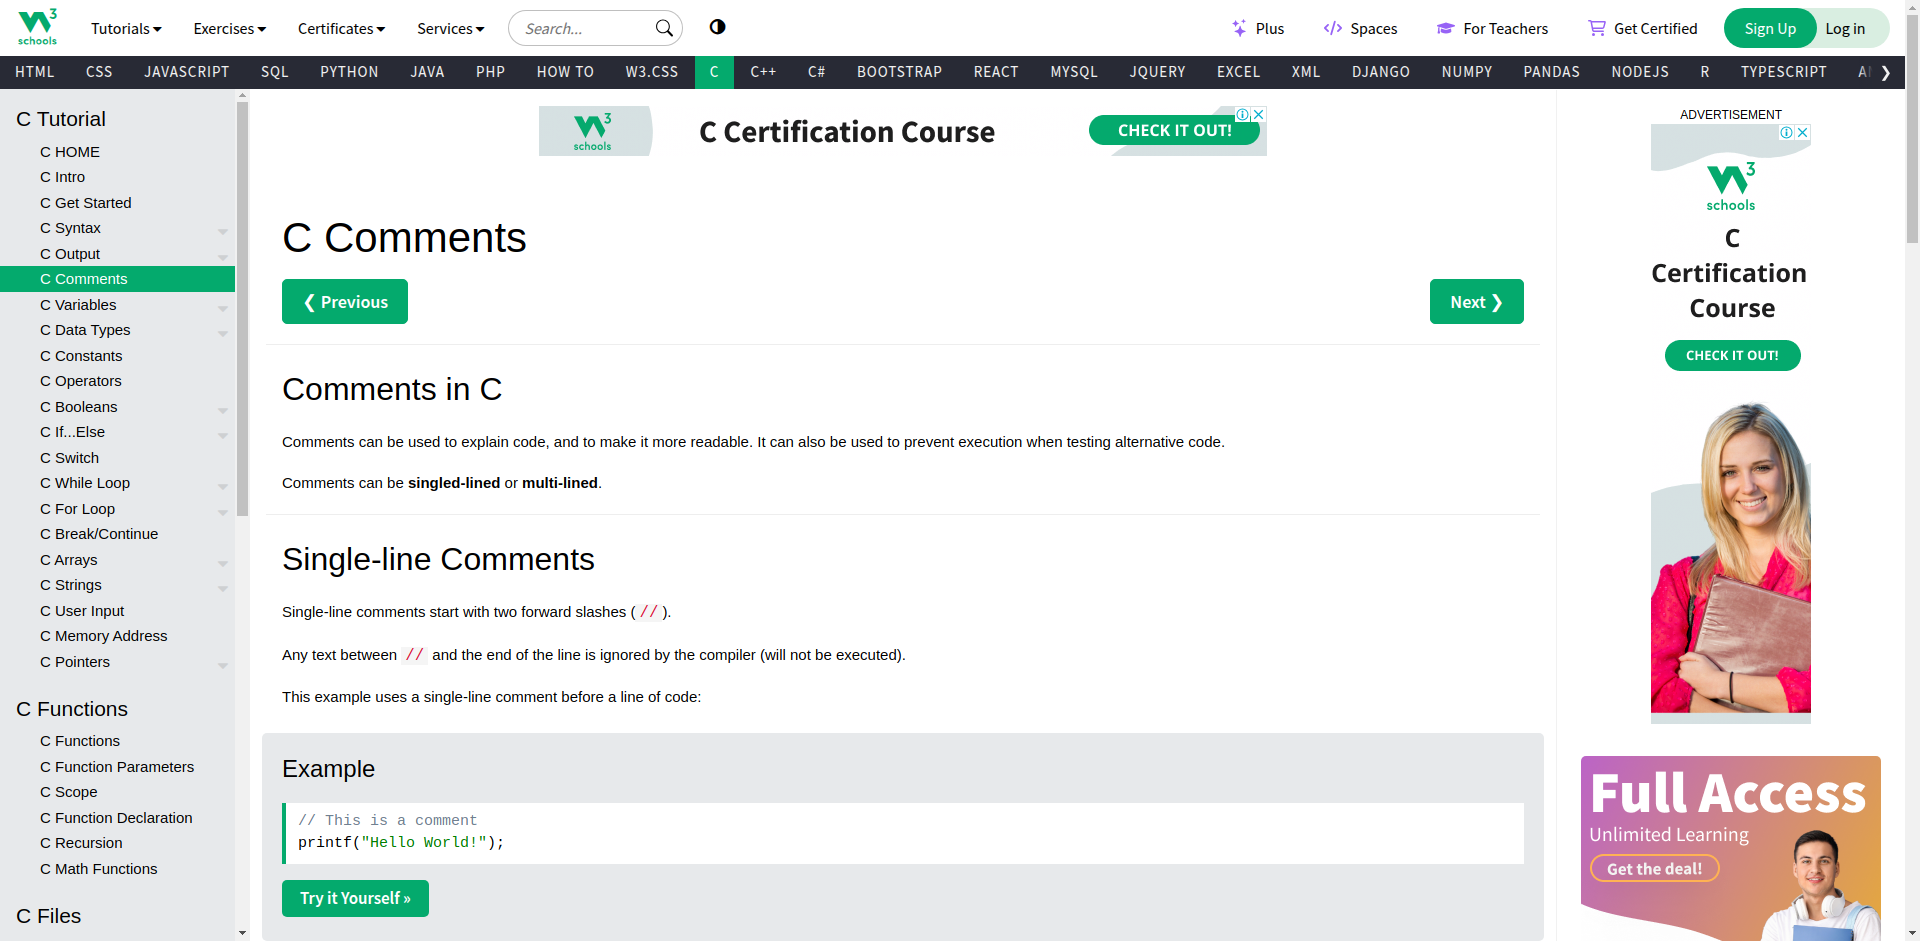 3
schools
Tutorials
Exercises
Certificates
Services
Search...
Plus
Spaces
For Teachers
Get Certified
Sign Up
Log in
HTML CSS JAVASCRIPT SQL PYTHON JAVA PHP HOW TO W3.CSS C C++ C# BOOTSTRAP REACT MYSQL JQUERY EXCEL XML DJANGO NUMPY PANDAS NODEJS R TYPESCRIPT
C Tutorial
C HOME
C Intro
C Get Started
C Syntax
C Output
C Comments
C Variables
C Data Types
C Constants
C Operators
C Booleans
C If...Else
C Switch
C While Loop
C For Loop
C Break/Continue
C Arrays
C Strings
C User Input
C Memory Address
C Pointers
C Functions
C Functions
C Function Parameters
C Scope
C Function Declaration
C Recursion
C Math Functions
C Files
3
schools
C Certification Course
CHECK IT OUT!
C Comments
❮ Previous
Next ❯
Comments in C
Comments can be used to explain code, and to make it more readable. It can also be used to prevent execution when testing alternative code.
Comments can be singled-lined or multi-lined.
Single-line Comments
Single-line comments start with two forward slashes ( // ).
Any text between // and the end of the line is ignored by the compiler (will not be executed).
This example uses a single-line comment before a line of code:
Example
// This is a comment
printf("Hello World!");
Try it Yourself »
ADVERTISEMENT
3
schools
C
Certification
Course
CHECK IT OUT!
Full Access
Unlimited Learning
Get the deal!